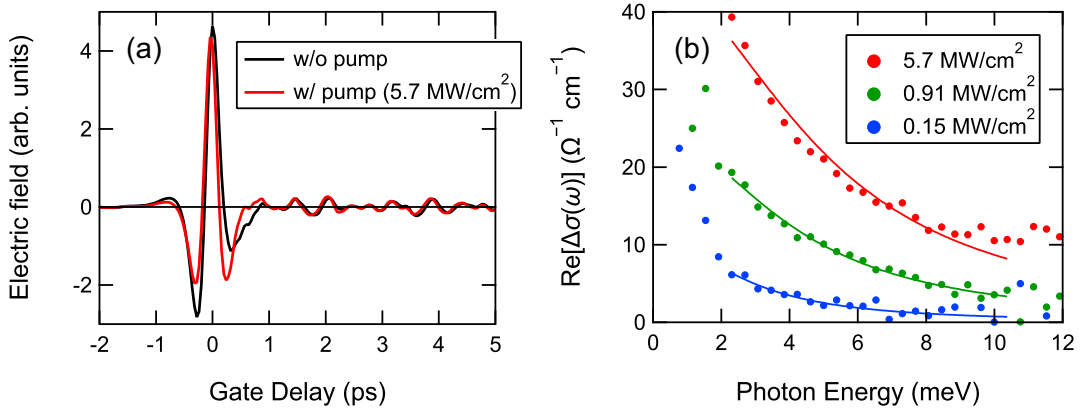 (a)
w/o pump
w/ pump (5.7 MW/cm²)
Electric field (arb. units)
4
2
0
-2
-2
-1
0
1
2
3
4
5
Gate Delay (ps)
(b)
5.7 MW/cm²
0.91 MW/cm²
0.15 MW/cm²
Re[Δσ(ω)] (Ω⁻¹ cm⁻¹)
40
30
20
10
0
0
2
4
6
8
10
12
Photon Energy (meV)